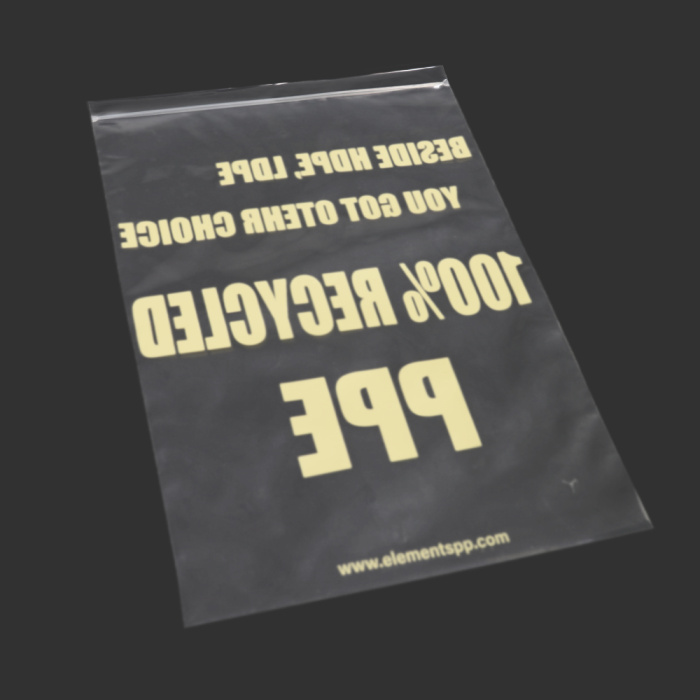 BESIDE HDPE, LDPE
YOU GOT OTEHR CHOICE
100% RECYCLED
PPE
www.elementspp.com